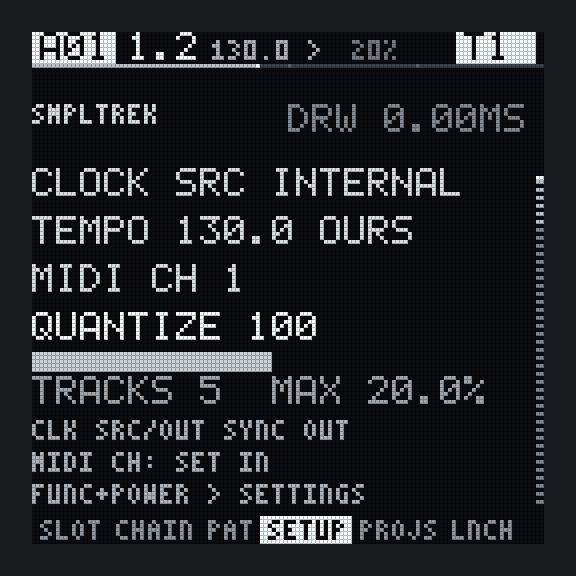 A01 1.2 130.0 > 20% T1
SMPLTREK DRW 0.00MS
CLOCK SRC INTERNAL
TEMPO 130.0 OURS
MIDI CH 1
QUANTIZE 100
TRACKS 5 MAX 20.0%
CLK SRC/OUT SYNC OUT
MIDI CH: SET IN
FUNC+POWER > SETTINGS
SLOT CHAIN PAT SETUP PROJS LNCH